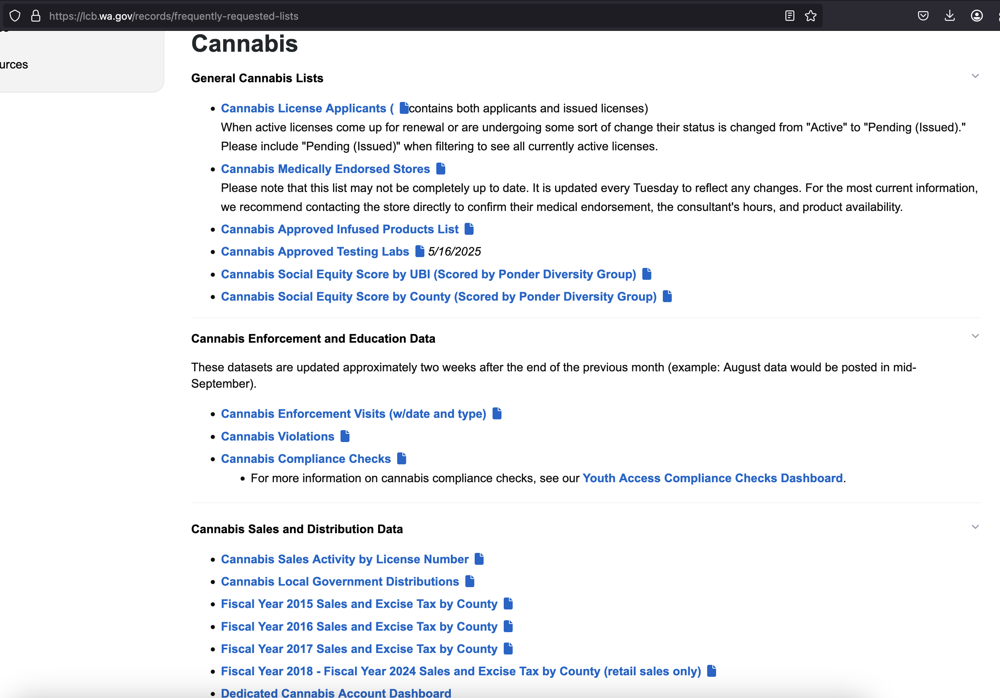 https://lcb.wa.gov/records/frequently-requested-lists
urces
Cannabis
General Cannabis Lists
Cannabis License Applicants ( contains both applicants and issued licenses)
When active licenses come up for renewal or are undergoing some sort of change their status is changed from "Active" to "Pending (Issued)."
Please include "Pending (Issued)" when filtering to see all currently active licenses.
Cannabis Medically Endorsed Stores
Please note that this list may not be completely up to date. It is updated every Tuesday to reflect any changes. For the most current information,
we recommend contacting the store directly to confirm their medical endorsement, the consultant's hours, and product availability.
Cannabis Approved Infused Products List
Cannabis Approved Testing Labs 5/16/2025
Cannabis Social Equity Score by UBI (Scored by Ponder Diversity Group)
Cannabis Social Equity Score by County (Scored by Ponder Diversity Group)
Cannabis Enforcement and Education Data
These datasets are updated approximately two weeks after the end of the previous month (example: August data would be posted in mid-
September).
Cannabis Enforcement Visits (w/date and type)
Cannabis Violations
Cannabis Compliance Checks
For more information on cannabis compliance checks, see our Youth Access Compliance Checks Dashboard.
Cannabis Sales and Distribution Data
Cannabis Sales Activity by License Number
Cannabis Local Government Distributions
Fiscal Year 2015 Sales and Excise Tax by County
Fiscal Year 2016 Sales and Excise Tax by County
Fiscal Year 2017 Sales and Excise Tax by County
Fiscal Year 2018 - Fiscal Year 2024 Sales and Excise Tax by County (retail sales only)
Dedicated Cannabis Account Dashboard